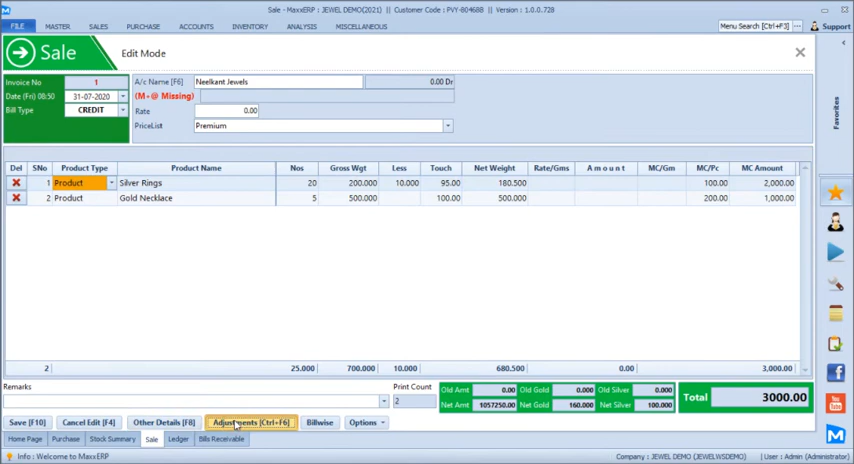 Sale - MaxxERP : JEWEL DEMO(2021) || Customer Code : PVY-B0468B || Version : 1.0.0.728
FILE MASTER SALES PURCHASE ACCOUNTS INVENTORY ANALYSIS MISCELLANEOUS Menu Search [Ctrl+F3] ... Support
Sale Edit Mode
Invoice No 1 A/c Name [F6] Neelkant Jewels 0.00 Dr
Date (Fri) 08:50 31-07-2020 (M+@ Missing)
Bill Type CREDIT Rate 0.00
PriceList Premium
Favorites
Del SNo Product Type Product Name Nos Gross Wgt Less Touch Net Weight Rate/Gms A m o u n t MC/Gm MC/Pc MC Amount
1 Product Silver Rings 20 200.000 10.000 95.00 180.500 100.00 2,000.00
2 Product Gold Necklace 5 500.000 100.00 500.000 200.00 1,000.00
2 25.000 700.000 10.000 680.500 0.00 3,000.00
Remarks Print Count 2
Old Amt 0.00 Old Gold 0.000 Old Silver 0.000
Net Amt 1057250.00 Net Gold 160.000 Net Silver 100.000
Total 3000.00
Save [F10] Cancel Edit [F4] Other Details [F8] Adjustments [Ctrl+F6] Billwise Options
Home Page Purchase Stock Summary Sale Ledger Bills Receivable
You Tube
Info : Welcome to MaxxERP Company : JEWEL DEMO (JEWELWSDEMO) User : Admin (Administrator)